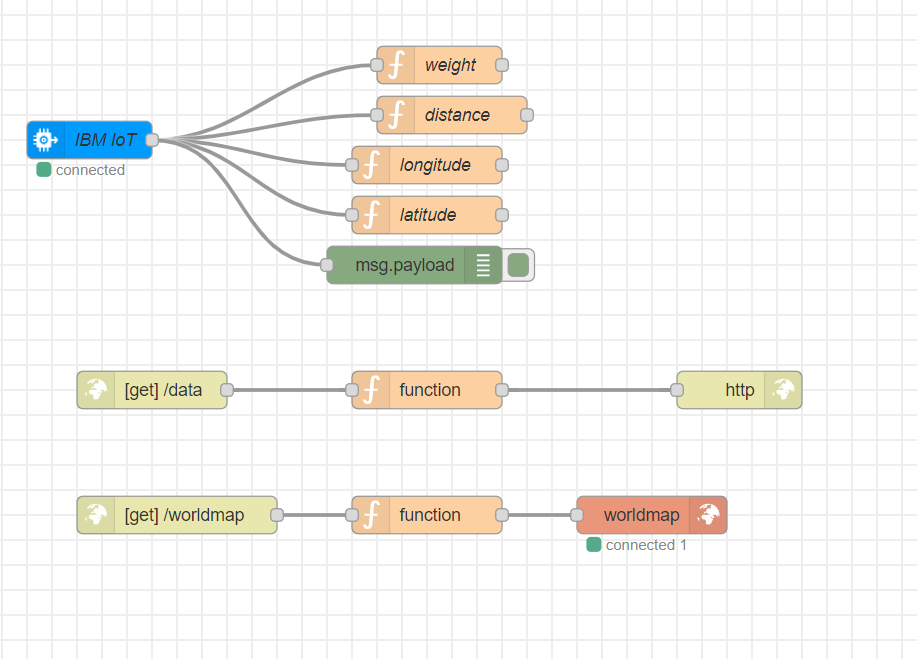 weight
distance
IBM IoT
connected
longitude
latitude
msg.payload
[get] /data
function
http
[get] /worldmap
function
worldmap
connected 1